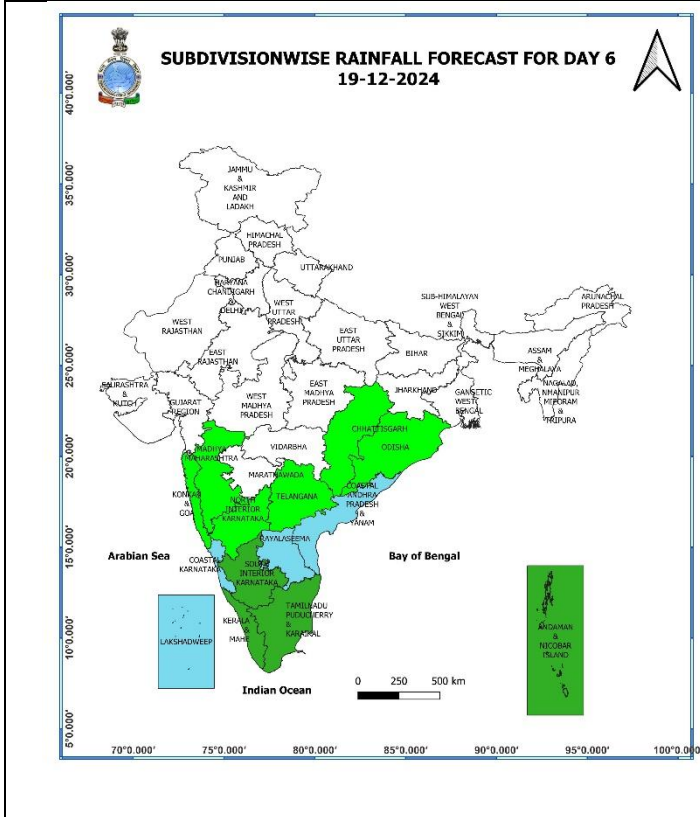 SUBDIVISIONWISE RAINFALL FORECAST FOR DAY 6
19-12-2024
40°0.000'
35°0.000'
30°0.000'
25°0.000'
20°0.000'
15°0.000'
10°0.000'
5°0.000'
JAMMU
&
KASHMIR
AND
LADAKH
HIMACHAL
PRADESH
PUNJAB
UTTARAKHAND
HARYANA
CHANDIGARH
&
DELHI
WEST
UTTAR
PRADESH
SUB-HIMALAYAN
WEST
BENGAL
&
SIKKIM
ARUNACHAL
PRADESH
WEST
RAJASTHAN
EAST
RAJASTHAN
EAST
UTTAR
PRADESH
BIHAR
ASSAM
&
MEGHALAYA
NAGALAD,
MANIPUR
MIZORAM
&
TRIPURA
SAURASHTRA
&
KUTCH
GUJARAT
REGION
WEST
MADHYA
PRADESH
EAST
MADHYA
PRADESH
JHARKHAND
GANGETIC
WEST
BENGAL
CHHATTISGARH
ODISHA
VIDARBHA
MADHYA
MAHARASHTRA
MARATHAWADA
KONKAN
&
GOA
NORTH
INTERIOR
KARNATAKA
TELANGANA
COASTAL
ANDHRA
PRADESH
&
YANAM
RAYALASEEMA
Arabian Sea
Bay of Bengal
COASTAL
KARNATAKA
SOUTH
INTERIOR
KARNATAKA
TAMILNADU
PUDUCHERRY
&
KARAIKAL
KERALA
&
MAHE
LAKSHADWEEP
ANDAMAN
&
NICOBAR
ISLAND
Indian Ocean
0 250 500 km
70°0.000' 75°0.000' 80°0.000' 85°0.000' 90°0.000' 95°0.000' 100°0.000'